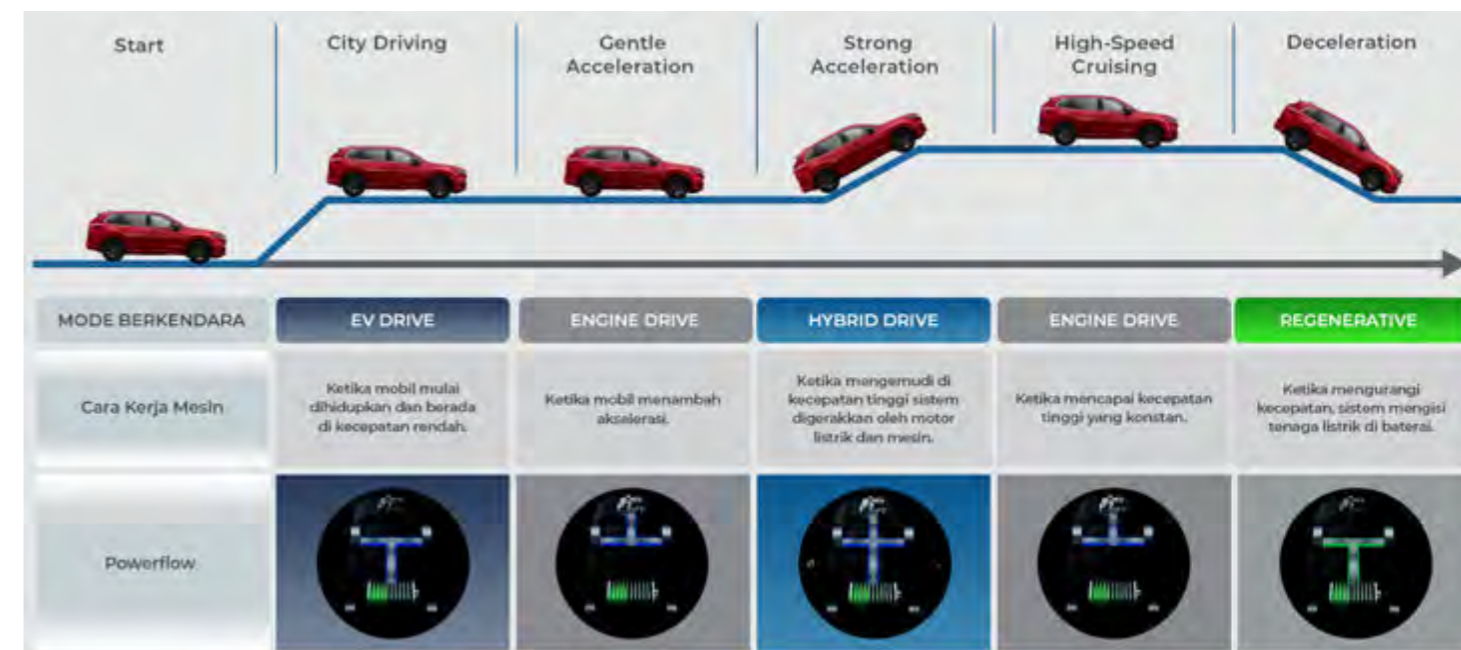 Start
City Driving
Gentle
Acceleration
Strong
Acceleration
High-Speed
Cruising
Deceleration
MODE BERKENDARA
EV DRIVE
ENGINE DRIVE
HYBRID DRIVE
ENGINE DRIVE
REGENERATIVE
Cara Kerja Mesin
Ketika mobil mulai
dihidupkan dan berada
di kecepatan rendah.
Ketika mobil menambah
akselerasi.
Ketika mengemudi di
kecepatan tinggi sistem
digerakkan oleh motor
listrik dan mesin.
Ketika mencapai kecepatan
tinggi yang konstan.
Ketika mengurangi
kecepatan, sistem mengisi
tenaga listrik di baterai.
Powerflow